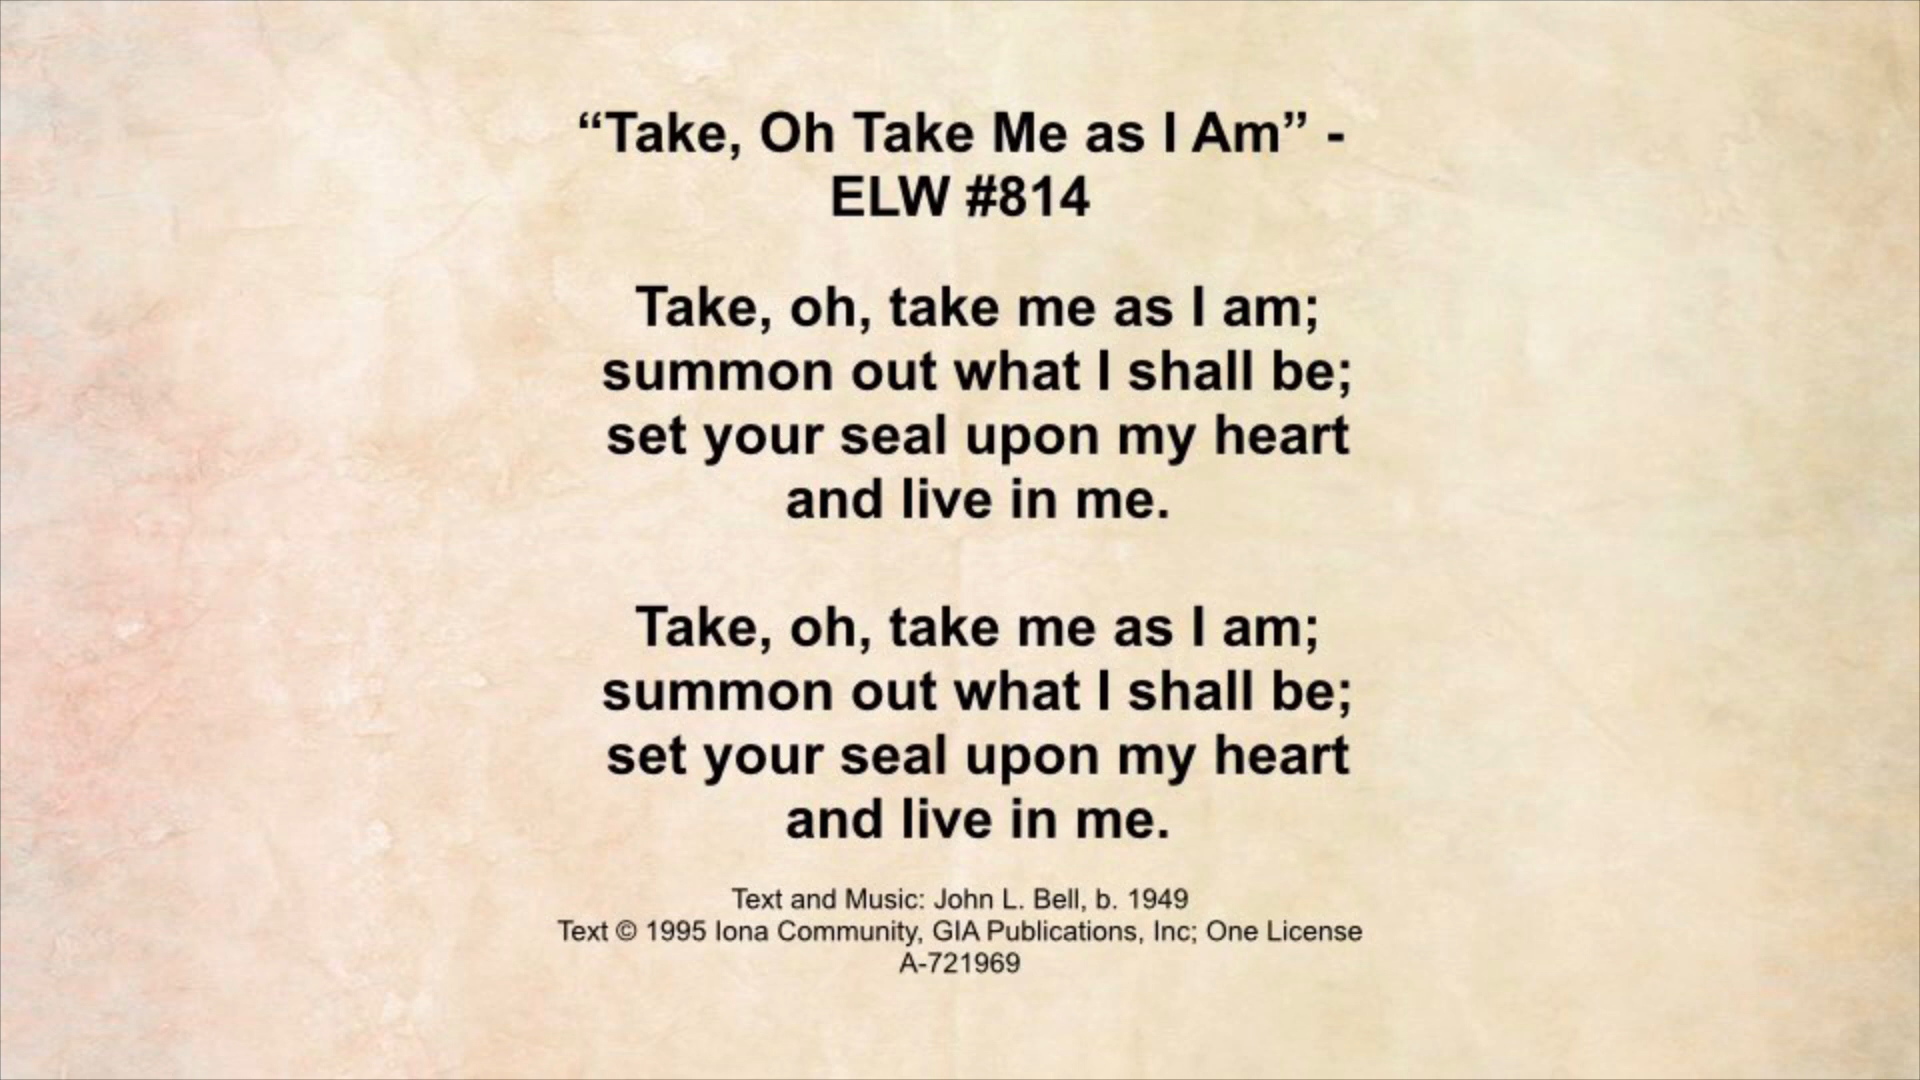 “Take, Oh Take Me as I Am” -
ELW #814
Take, oh, take me as I am;
summon out what I shall be;
set your seal upon my heart
and live in me.
Take, oh, take me as I am;
summon out what I shall be;
set your seal upon my heart
and live in me.
Text and Music: John L. Bell, b. 1949
Text © 1995 Iona Community, GIA Publications, Inc; One License
A-721969